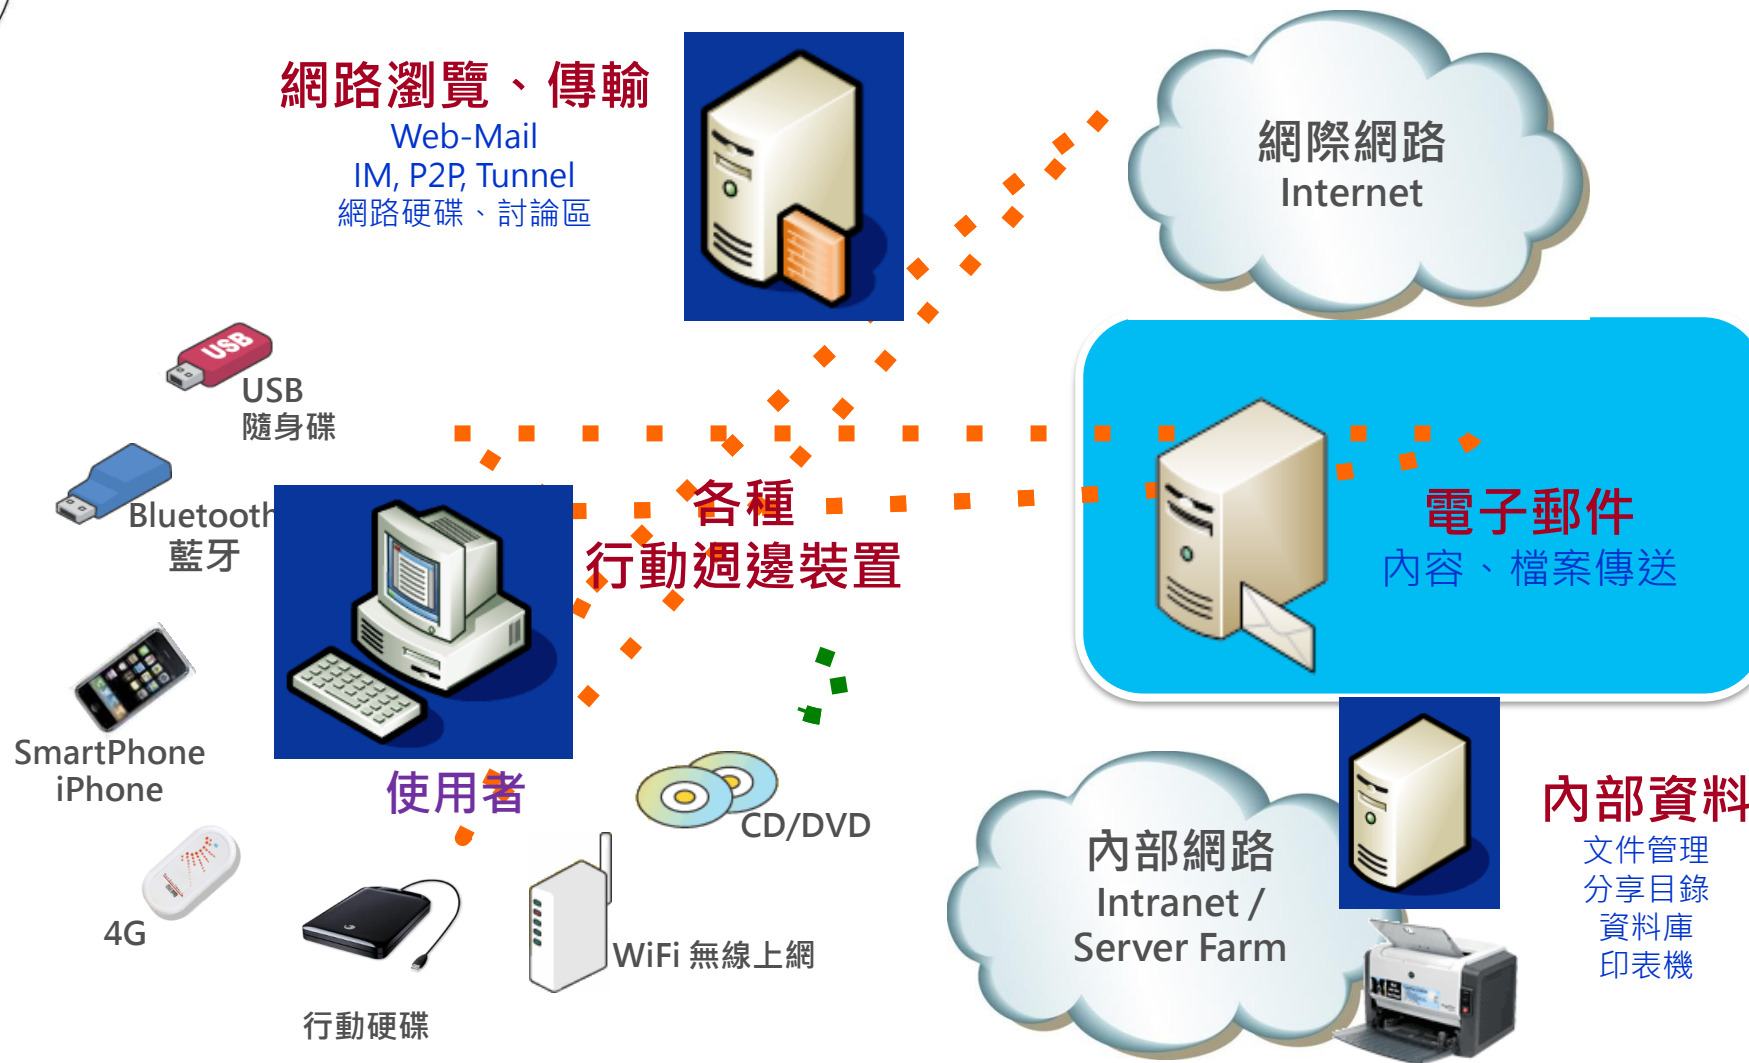 網路瀏覽、傳輸
Web-Mail
IM, P2P, Tunnel
網路硬碟、討論區
網際網路
Internet
USB
USB
隨身碟
Bluetooth
藍牙
各種
行動週邊裝置
電子郵件
內容、檔案傳送
SmartPhone
iPhone
使用者
CD/DVD
4G
行動硬碟
WiFi 無線上網
內部網路
Intranet /
Server Farm
內部資料
文件管理
分享目錄
資料庫
印表機